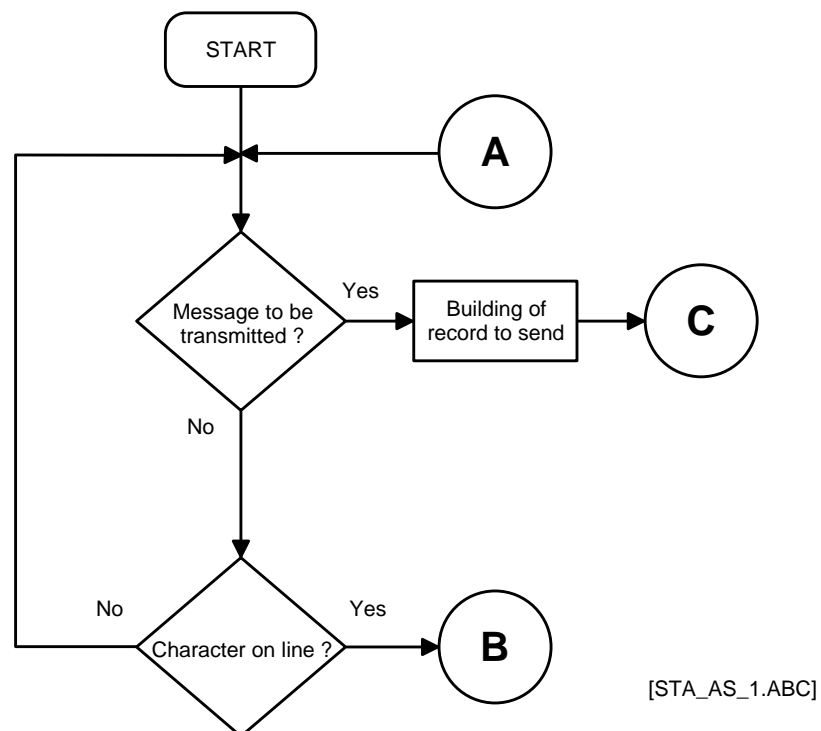 START
A
Message to be
transmitted ?
Yes
Building of
record to send
C
No
No
Character on line ?
Yes
B
[STA_AS_1.ABC]